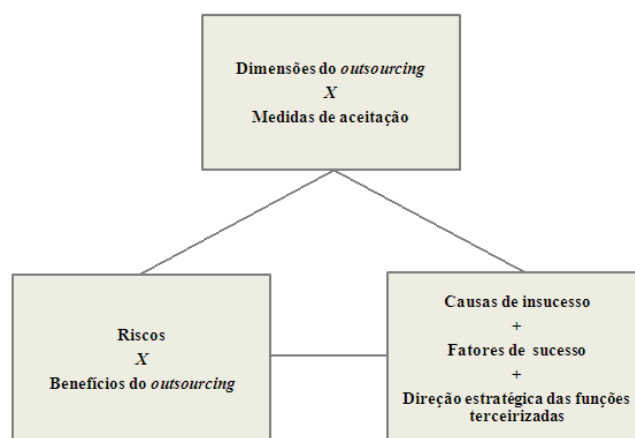 Dimensões do outsourcing
X
Medidas de aceitação
Riscos
X
Benefícios do outsourcing
Causas de insucesso
+
Fatores de sucesso
+
Direção estratégica das funções
terceirizadas